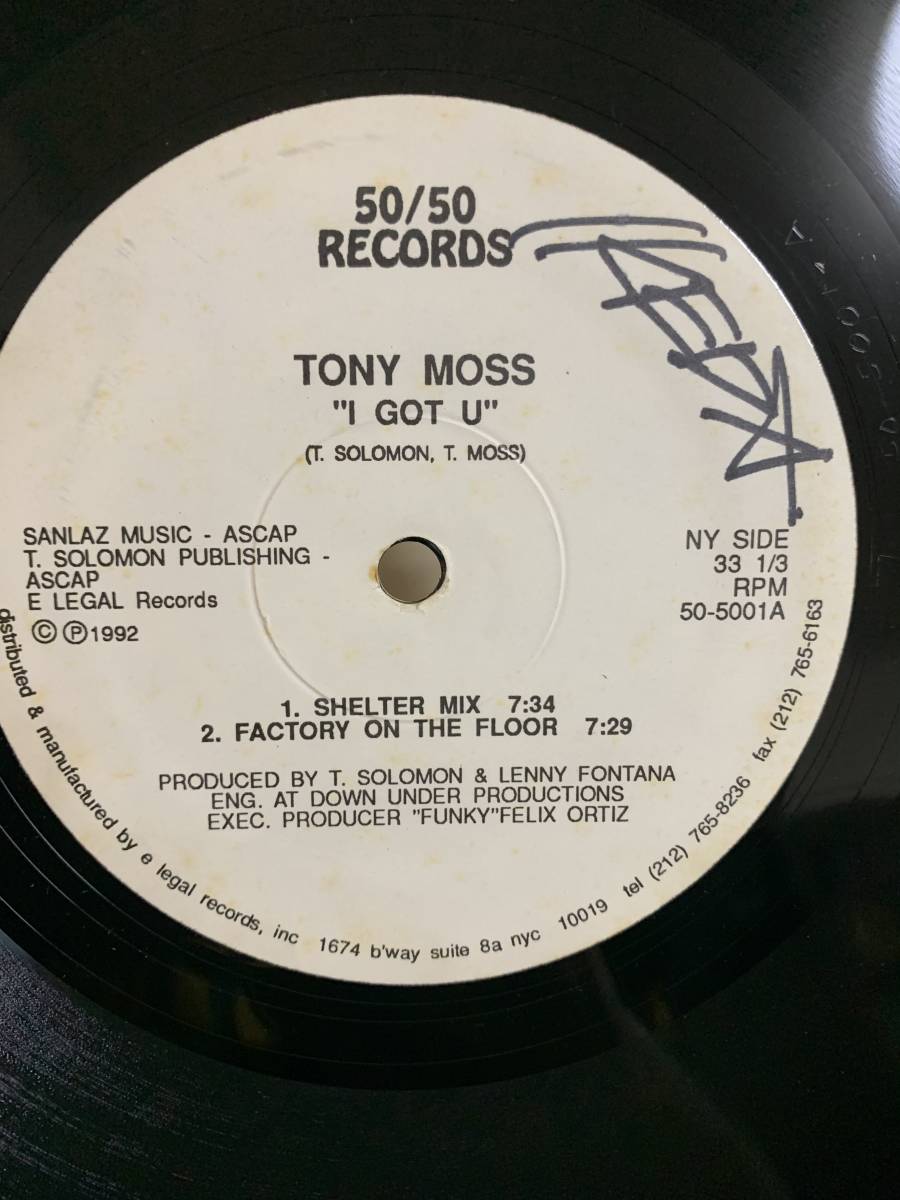 50/50
RECORDS
TONY MOSS
"I GOT U"
(T. SOLOMON, T. MOSS)
SANLAZ MUSIC - ASCAP
T. SOLOMON PUBLISHING -
ASCAP
E LEGAL Records
©℗1992
NY SIDE
33 1/3
RPM
50-5001A
1. SHELTER MIX 7:34
2. FACTORY ON THE FLOOR 7:29
PRODUCED BY T. SOLOMON & LENNY FONTANA
ENG. AT DOWN UNDER PRODUCTIONS
EXEC. PRODUCER "FUNKY"FELIX ORTIZ
distributed & manufactured by e legal records, inc 1674 b'way suite 8a nyc 10019 tel (212) 765-8236 fax (212) 765-6163